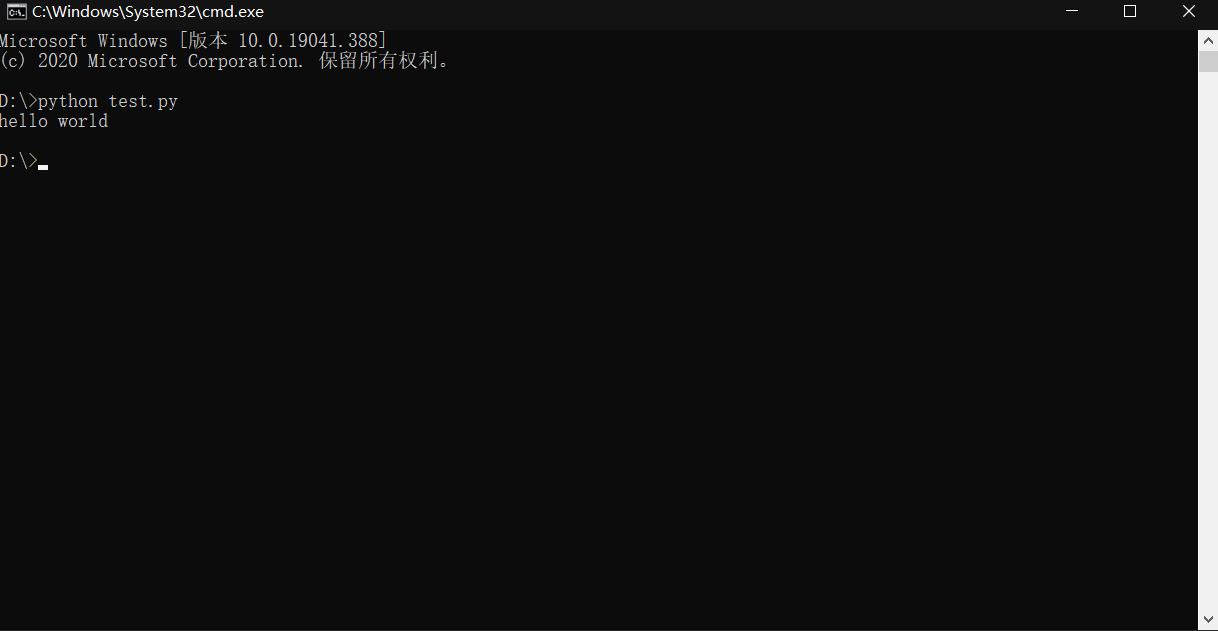 C:\Windows\System32\cmd.exe
Microsoft Windows [版本 10.0.19041.388]
(c) 2020 Microsoft Corporation. 保留所有权利。
D:\>python test.py
hello world
D:\>